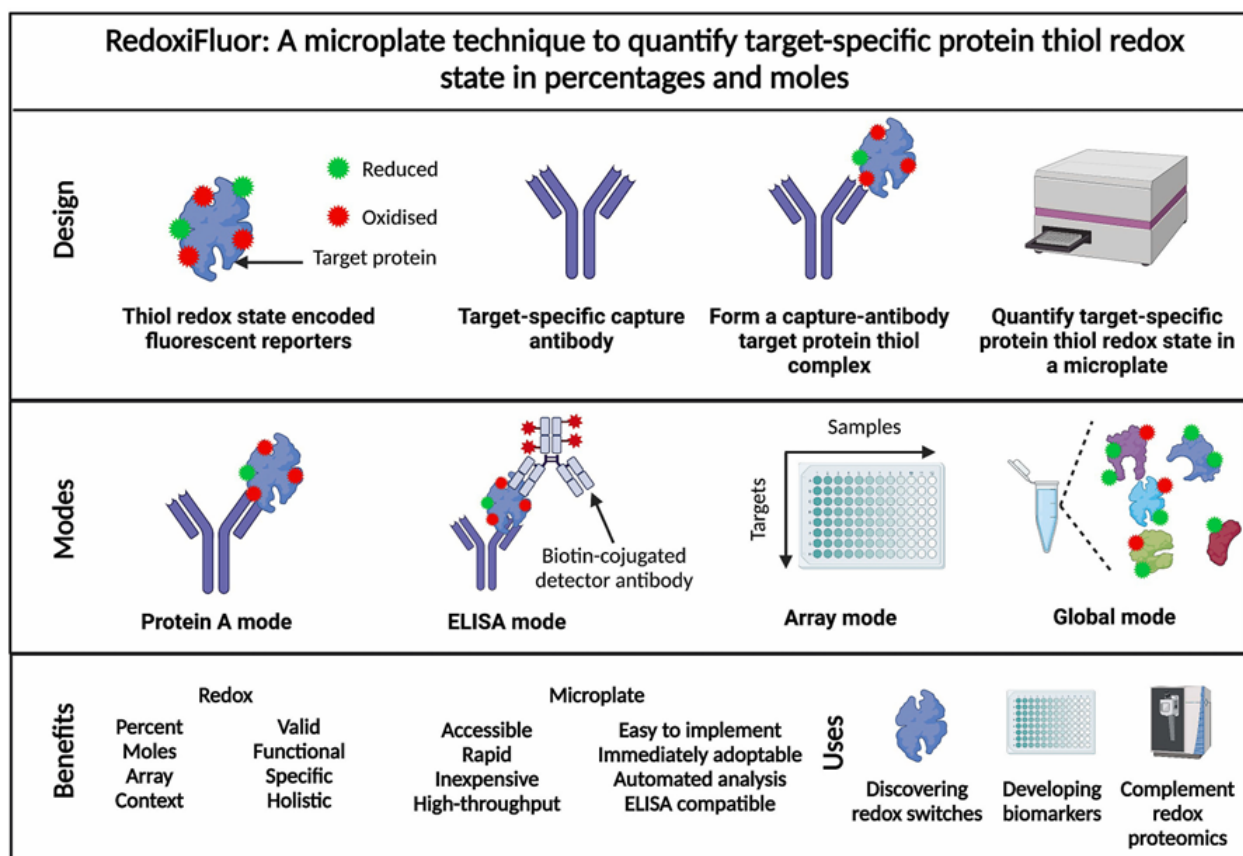 RedoxiFluor: A microplate technique to quantify target-specific protein thiol redox
state in percentages and moles
Design
Reduced
Oxidised
Target protein
Thiol redox state encoded
fluorescent reporters
Target-specific capture
antibody
Form a capture-antibody
target protein thiol
complex
Quantify target-specific
protein thiol redox state in
a microplate
Modes
Protein A mode
Biotin-cojugated
detector antibody
ELISA mode
Samples
Targets
Array mode
Global mode
Benefits
Redox
Percent
Moles
Array
Context
Valid
Functional
Specific
Holistic
Microplate
Accessible
Rapid
Inexpensive
High-throughput
Easy to implement
Immediately adoptable
Automated analysis
ELISA compatible
Uses
Discovering
redox switches
Developing
biomarkers
Complement
redox
proteomics